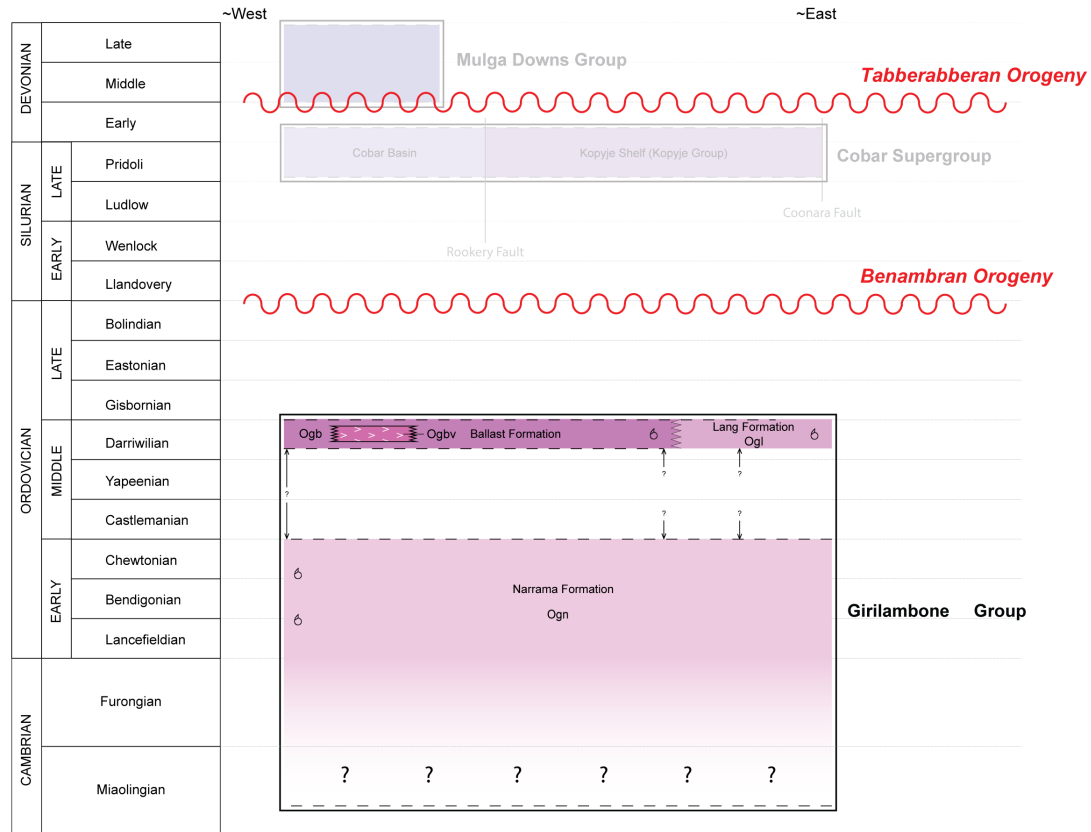 ~West
~East
DEVONIAN
Late
Middle
Early
Mulga Downs Group
Tabberabberan Orogeny
SILURIAN
LATE
EARLY
Pridoli
Ludlow
Wenlock
Llandovery
Cobar Basin
Kopyje Shelf (Kopyje Group)
Cobar Supergroup
Coonara Fault
Rookery Fault
Benambran Orogeny
ORDOVICIAN
LATE
MIDDLE
EARLY
Bolindian
Eastonian
Gisbornian
Darriwilian
Yapeenian
Castlemanian
Chewtonian
Bendigonian
Lancefieldian
Ogb
Ogbv
Ballast Formation
Lang Formation
Ogl
?
? ?
? ?
Narrama Formation
Ogn
Girilambone Group
CAMBRIAN
Furongian
Miaolingian
? ? ? ? ? ?